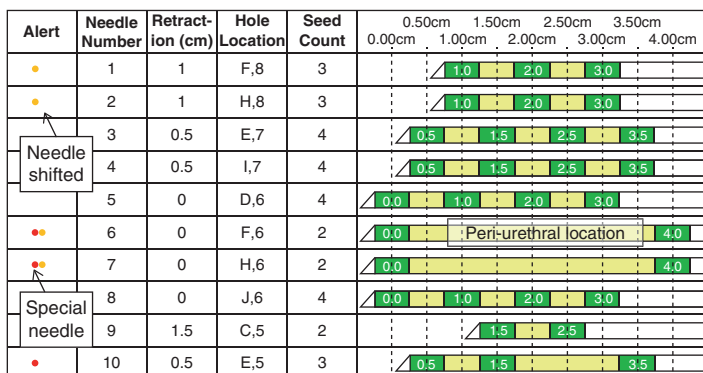 Alert Needle Number Retract- ion (cm) Hole Location Seed Count
0.50cm 1.50cm 2.50cm 3.50cm
0.00cm 1.00cm 2.00cm 3.00cm 4.00cm
1 1 F,8 3 1.0 2.0 3.0
2 1 H,8 3 1.0 2.0 3.0
3 0.5 E,7 4 0.5 1.5 2.5 3.5
Needle shifted
4 0.5 I,7 4 0.5 1.5 2.5 3.5
5 0 D,6 4 0.0 1.0 2.0 3.0
6 0 F,6 2 0.0 Peri-urethral location 4.0
7 0 H,6 2 0.0 4.0
8 0 J,6 4 0.0 1.0 2.0 3.0
Special needle
9 1.5 C,5 2 1.5 2.5
10 0.5 E,5 3 0.5 1.5 3.5